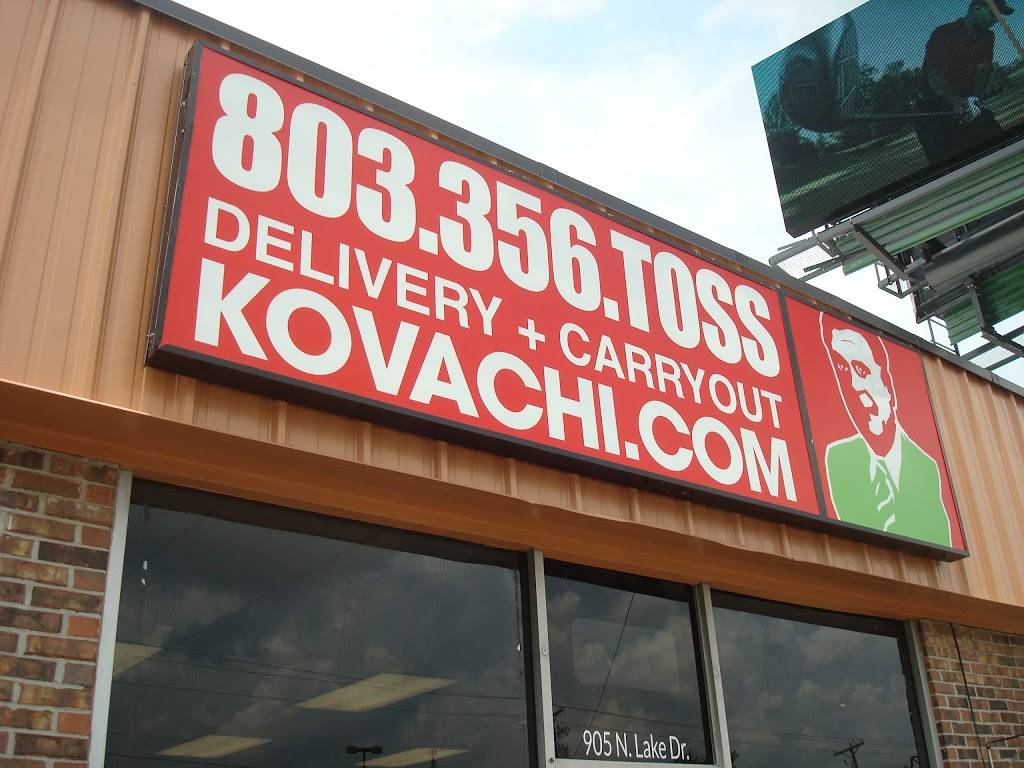 803.356.TOSS
DELIVERY + CARRYOUT
KOVACHI.COM
905 N. Lake Dr.